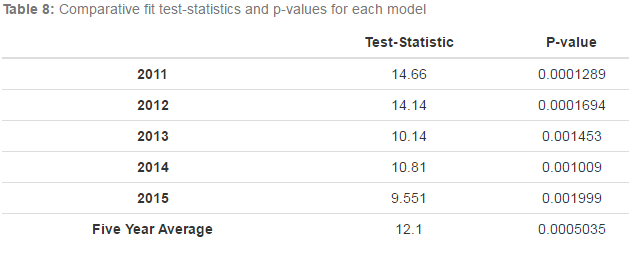 Table 8: Comparative fit test-statistics and p-values for each model
Test-Statistic P-value
2011 14.66 0.0001289
2012 14.14 0.0001694
2013 10.14 0.001453
2014 10.81 0.001009
2015 9.551 0.001999
Five Year Average 12.1 0.0005035